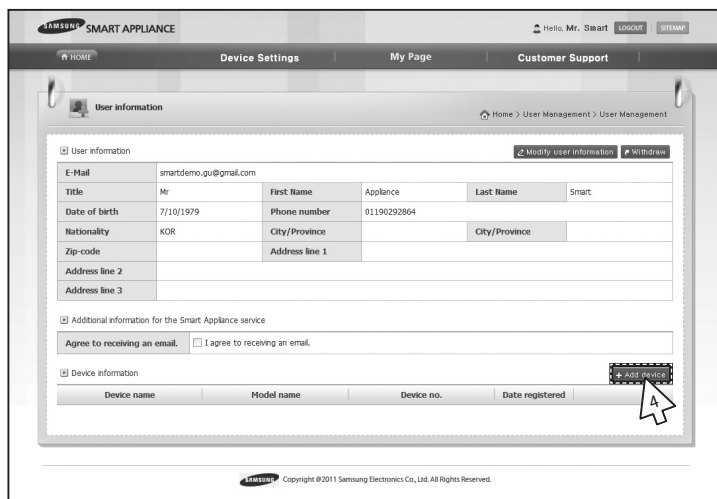 SAMSUNG SMART APPLIANCE Hello, Mr. Smart LOGOUT SITEMAP
HOME Device Settings My Page Customer Support
User information Home > User Management > User Management
User information Modify user information Withdraw
E-Mail smartdemo.gu@gmail.com
Title Mr First Name Appliance Last Name Smart
Date of birth 7/10/1979 Phone number 01190292864
Nationality KOR City/Province City/Province
Zip-code Address line 1
Address line 2
Address line 3
Additional information for the Smart Appliance service
Agree to receiving an email. I agree to receiving an email.
Device information + Add device
4
Device name Model name Device no. Date registered
SAMSUNG Copyright @2011 Samsung Electronics Co., Ltd. All Rights Reserved.